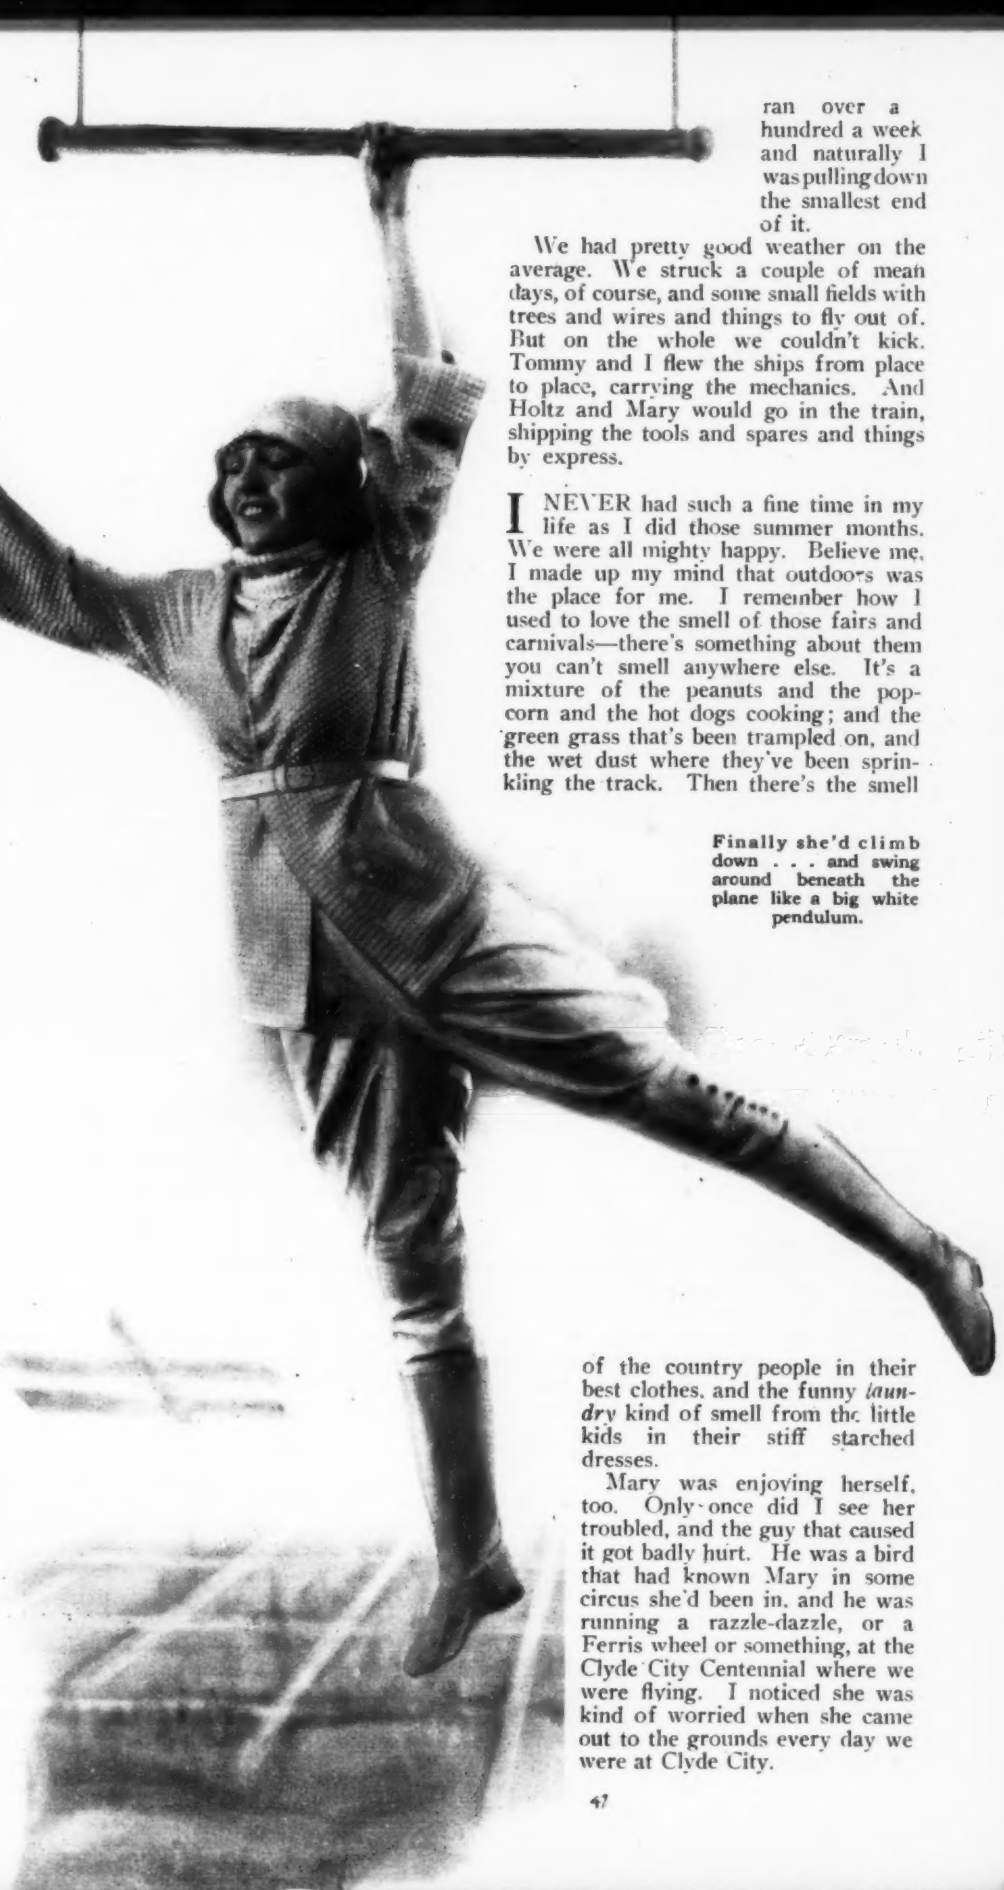 ran over a
hundred a week
and naturally I
was pulling down
the smallest end
of it.
We had pretty good weather on the
average. We struck a couple of mean
days, of course, and some small fields with
trees and wires and things to fly out of.
But on the whole we couldn't kick.
Tommy and I flew the ships from place
to place, carrying the mechanics. And
Holtz and Mary would go in the train,
shipping the tools and spares and things
by express.
I NEVER had such a fine time in my
life as I did those summer months.
We were all mighty happy. Believe me,
I made up my mind that outdoors was
the place for me. I remember how I
used to love the smell of those fairs and
carnivals—there's something about them
you can't smell anywhere else. It's a
mixture of the peanuts and the pop-
corn and the hot dogs cooking; and the
green grass that's been trampled on, and
the wet dust where they've been sprin-
kling the track. Then there's the smell
Finally she'd climb
down . . . and swing
around beneath the
plane like a big white
pendulum.
of the country people in their
best clothes, and the funny laun-
dry kind of smell from the little
kids in their stiff starched
dresses.
Mary was enjoying herself,
too. Only once did I see her
troubled, and the guy that caused
it got badly hurt. He was a bird
that had known Mary in some
circus she'd been in, and he was
running a razzle-dazzle, or a
Ferris wheel or something, at the
Clyde City Centennial where we
were flying. I noticed she was
kind of worried when she came
out to the grounds every day we
were at Clyde City.
47